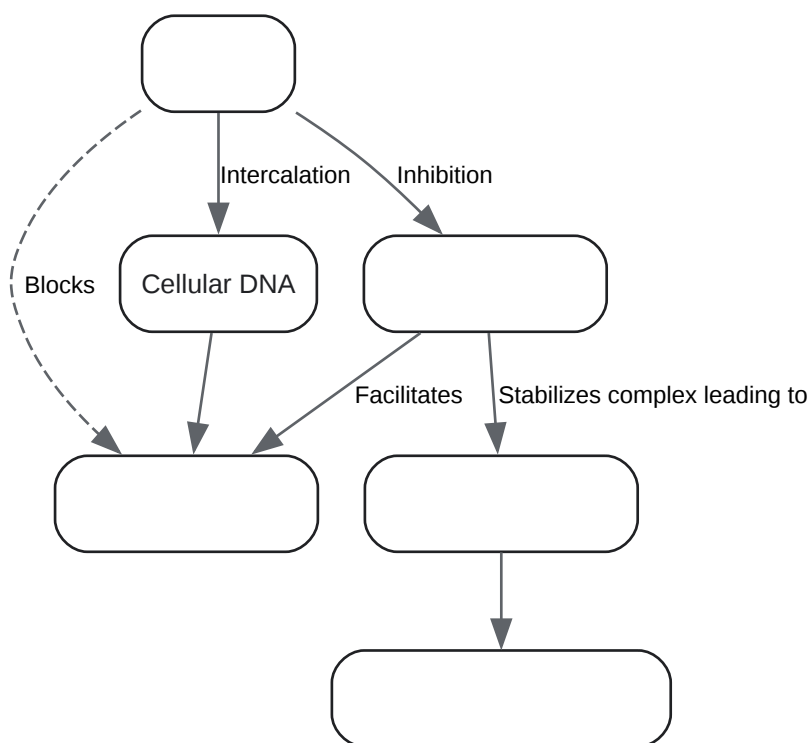 Intercalation
Inhibition
Blocks
Cellular DNA
Facilitates
Stabilizes complex leading to